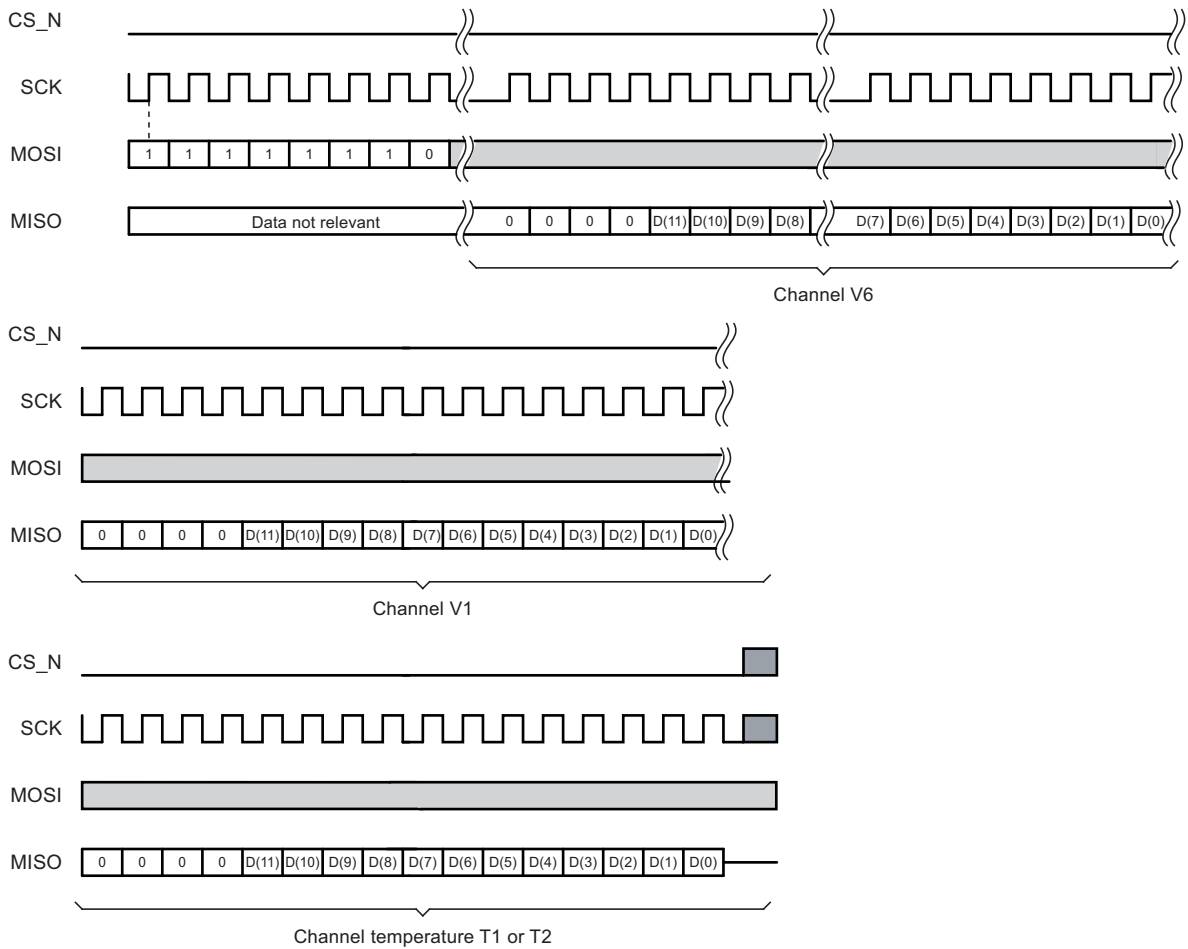 CS_N
SCK
MOSI 1 1 1 1 1 1 1 0
MISO Data not relevant 0 0 0 0 D(11) D(10) D(9) D(8) D(7) D(6) D(5) D(4) D(3) D(2) D(1) D(0)
Channel V6
CS_N
SCK
MOSI
MISO 0 0 0 0 D(11) D(10) D(9) D(8) D(7) D(6) D(5) D(4) D(3) D(2) D(1) D(0)
Channel V1
CS_N
SCK
MOSI
MISO 0 0 0 0 D(11) D(10) D(9) D(8) D(7) D(6) D(5) D(4) D(3) D(2) D(1) D(0)
Channel temperature T1 or T2